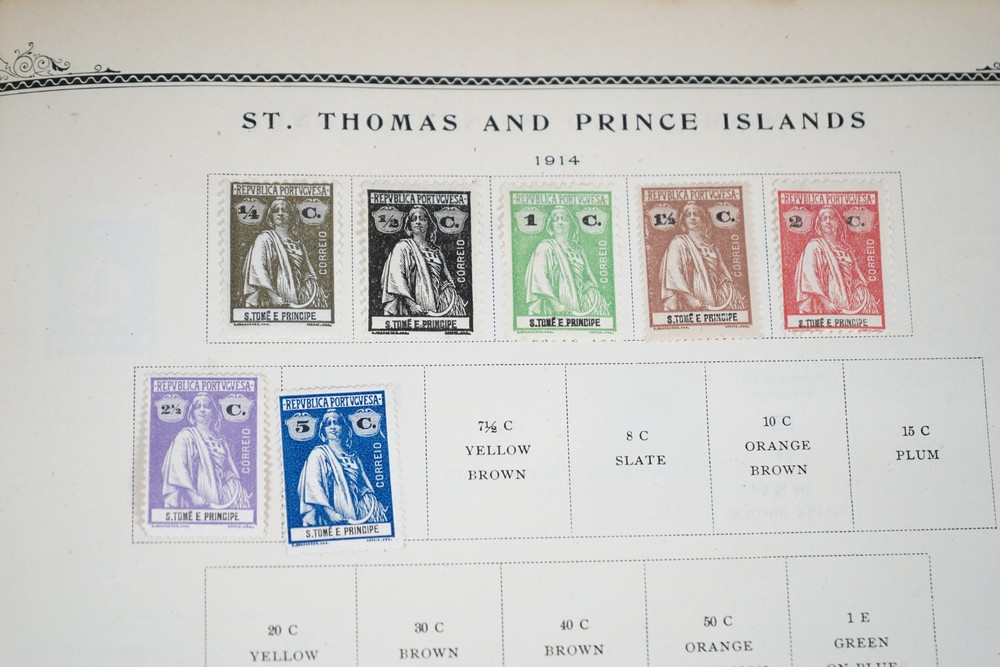 ST. THOMAS AND PRINCE ISLANDS
1914
REPVBLICA PORTVGVESA
¼ C.
CORREIO
S.TOMÉ E PRINCIPE
REPVBLICA PORTVGVESA
½ C.
CORREIO
S.TOMÉ E PRINCIPE
REPVBLICA PORTVGVESA
1 C.
CORREIO
S.TOMÉ E PRINCIPE
REPVBLICA PORTVGVESA
1½ C.
CORREIO
S.TOMÉ E PRINCIPE
REPVBLICA PORTVGVESA
2 C.
CORREIO
S.TOMÉ E PRINCIPE
REPVBLICA PORTVGVESA
2½ C.
CORREIO
S.TOMÉ E PRINCIPE
REPVBLICA PORTVGVESA
5 C.
CORREIO
S.TOMÉ E PRINCIPE
7½ C
YELLOW
BROWN
8 C
SLATE
10 C
ORANGE
BROWN
15 C
PLUM
20 C
YELLOW
30 C
BROWN
40 C
BROWN
50 C
ORANGE
1 E
GREEN
ON BLUE